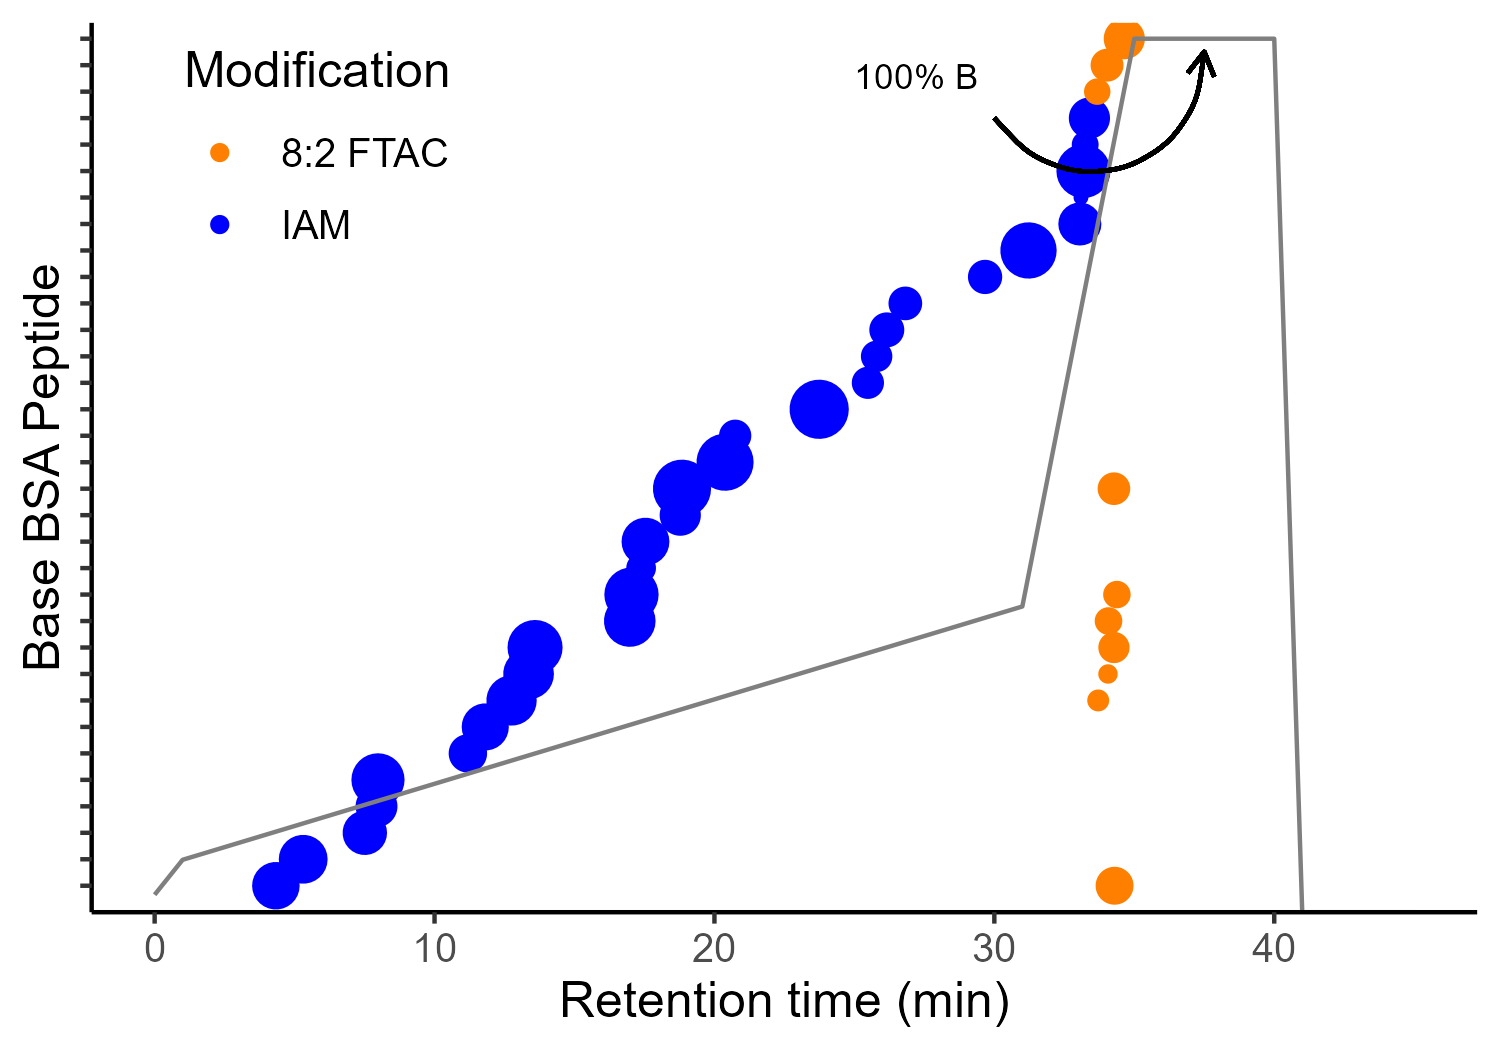 Modification
8:2 FTAC
IAM
100% B
Base BSA Peptide
0
10
20
30
40
Retention time (min)